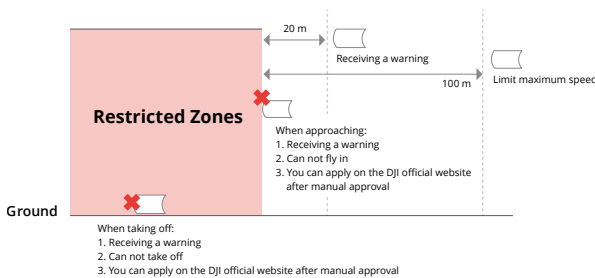 20 m
Receiving a warning
100 m
Limit maximum speed
Restricted Zones
When approaching:
1. Receiving a warning
2. Can not fly in
3. You can apply on the DJI official website
after manual approval
Ground
When taking off:
1. Receiving a warning
2. Can not take off
3. You can apply on the DJI official website after manual approval